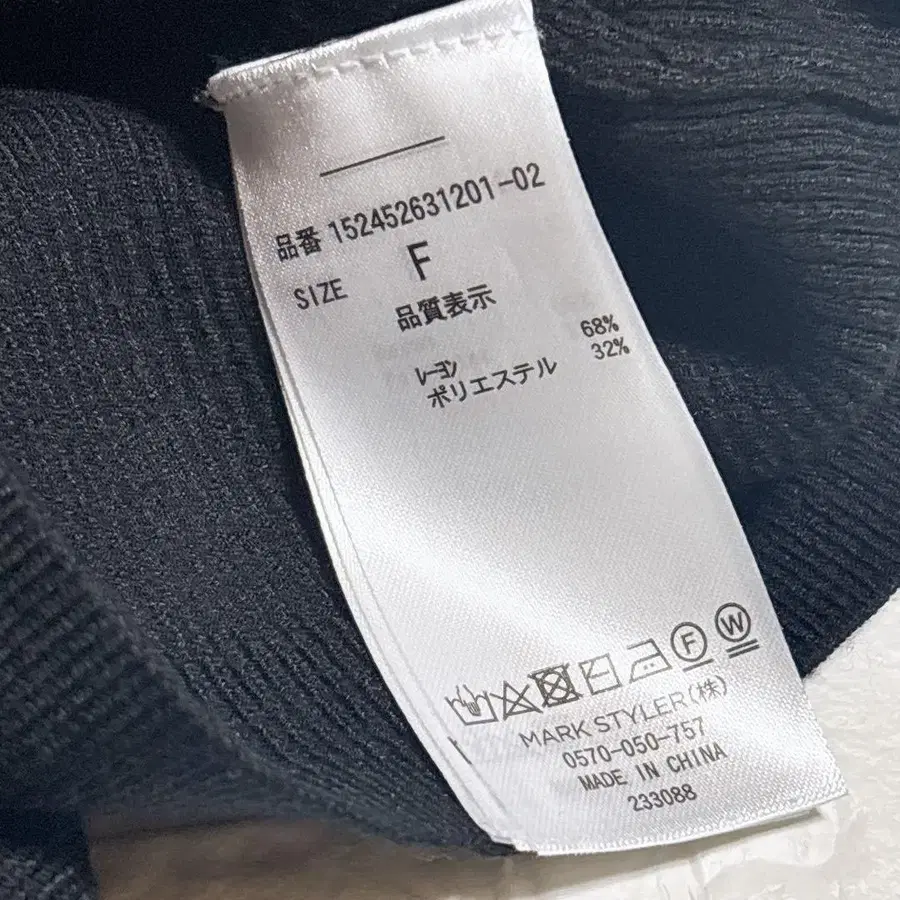 品番 152452631201-02
SIZE F
品質表示
レーヨン 68%
ポリエステル 32%
F W
MARK STYLER(株)
0570-050-757
MADE IN CHINA
233088